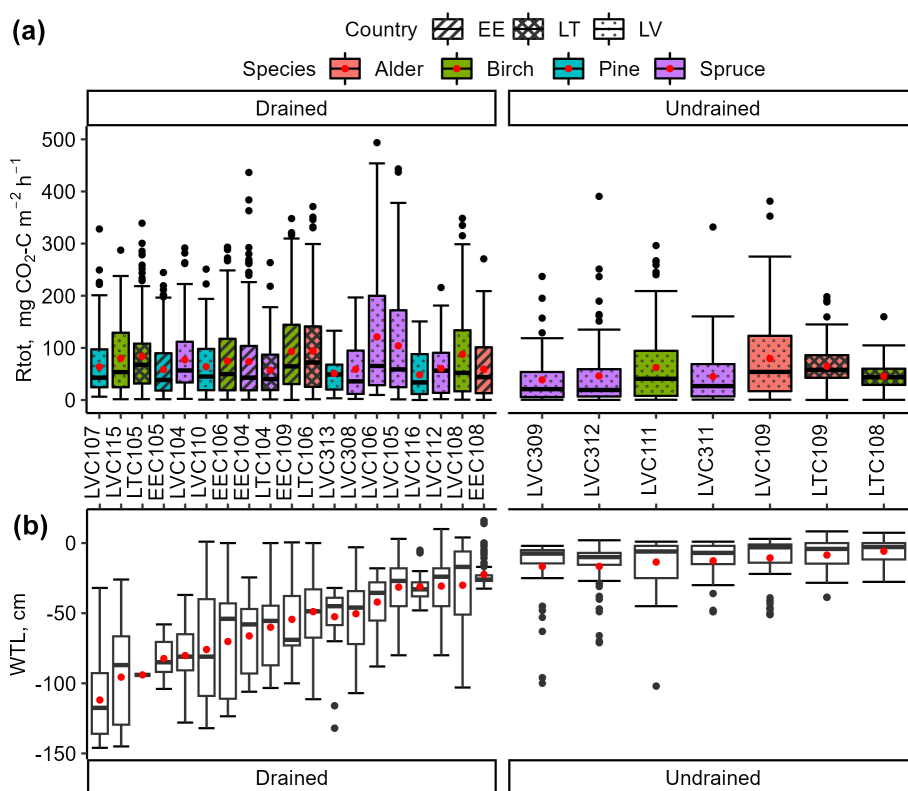 (a)
Country EE LT LV
Species Alder Birch Pine Spruce
Drained Undrained
Rtot, mg CO₂-C m⁻² h⁻¹
500
400
300
200
100
0
LVC107 LVC115 LTC105 EEC105 LVC104 LVC110 EEC106 EEC104 LTC104 EEC109 LTC106 LVC313 LVC308 LVC106 LVC105 LVC116 LVC112 LVC108 EEC108 LVC309 LVC312 LVC111 LVC311 LVC109 LTC109 LTC108
(b)
WTL, cm
0
-50
-100
-150
Drained Undrained